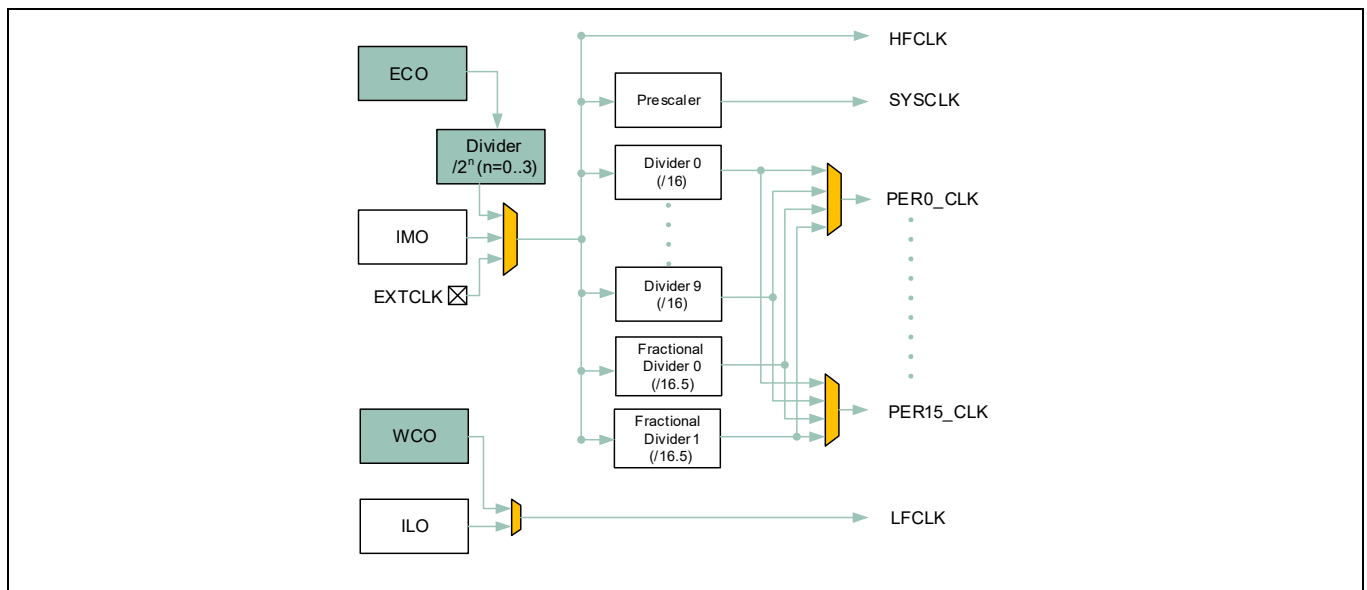 HFCLK
ECO
Prescaler
SYSCLK
Divider
/2ⁿ (n=0..3)
Divider 0
(/16)
PER0_CLK
IMO
EXTCLK
Divider 9
(/16)
Fractional
Divider 0
(/16.5)
PER15_CLK
WCO
Fractional
Divider 1
(/16.5)
ILO
LFCLK